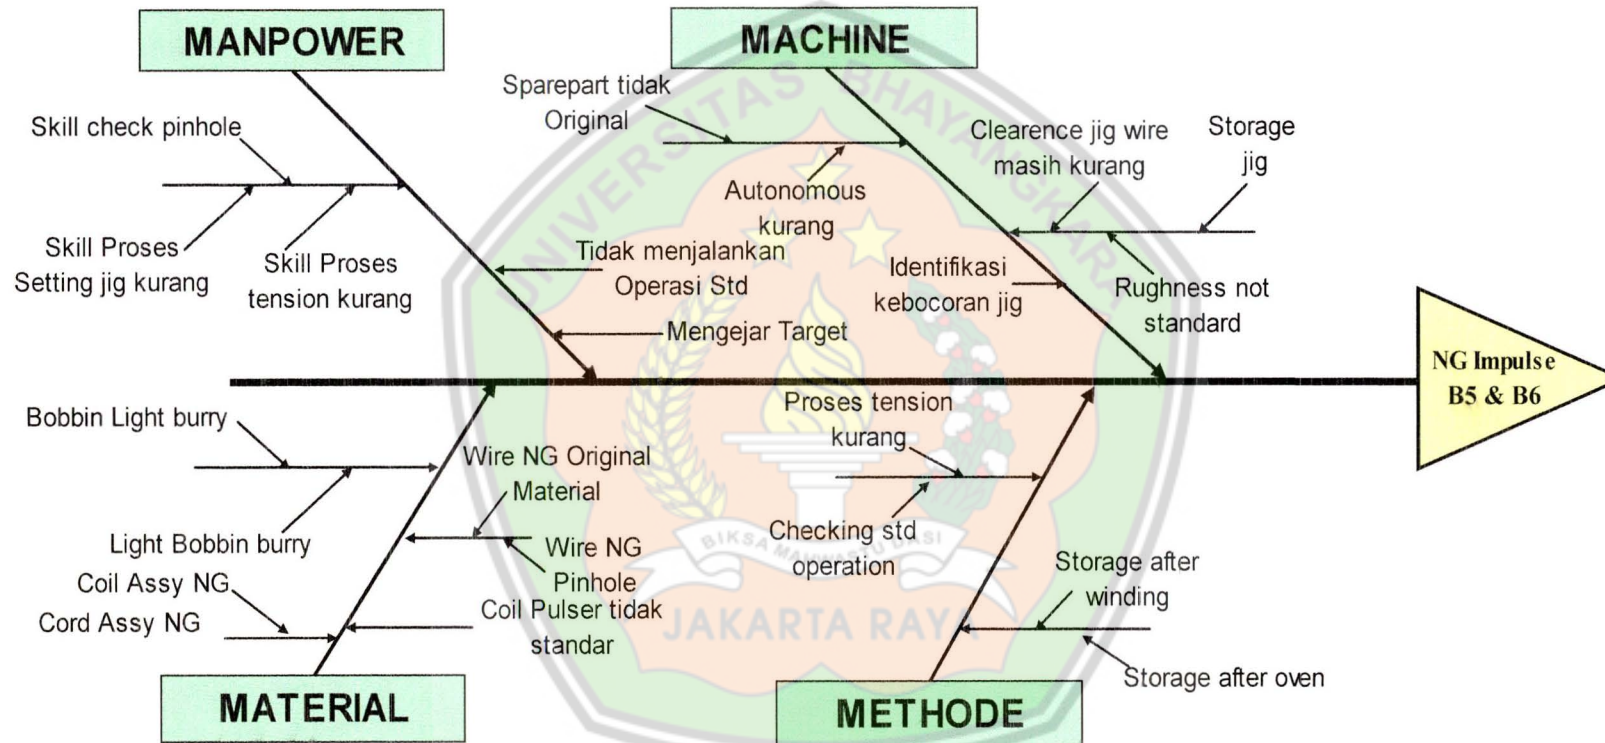 MANPOWER
MACHINE
Sparepart tidak
Original
Skill check pinhole
Clearence jig wire
masih kurang
Storage
jig
Autonomous
kurang
Skill Proses
Setting jig kurang
Skill Proses
tension kurang
Tidak menjalankan
Operasi Std
Identifikasi
kebocoran jig
Rughness not
standard
Mengejar Target
NG Impulse
B5 & B6
Bobbin Light burry
Proses tension
kurang
Wire NG Original
Material
Light Bobbin burry
Wire NG
Pinhole
Checking std
operation
Coil Assy NG
Cord Assy NG
Coil Pulser tidak
standar
Storage after
winding
Storage after oven
MATERIAL
METHODE
UNIVERSITAS BHAYANGKARA
BIKSA MAHWASTU DASI
JAKARTA RAYA